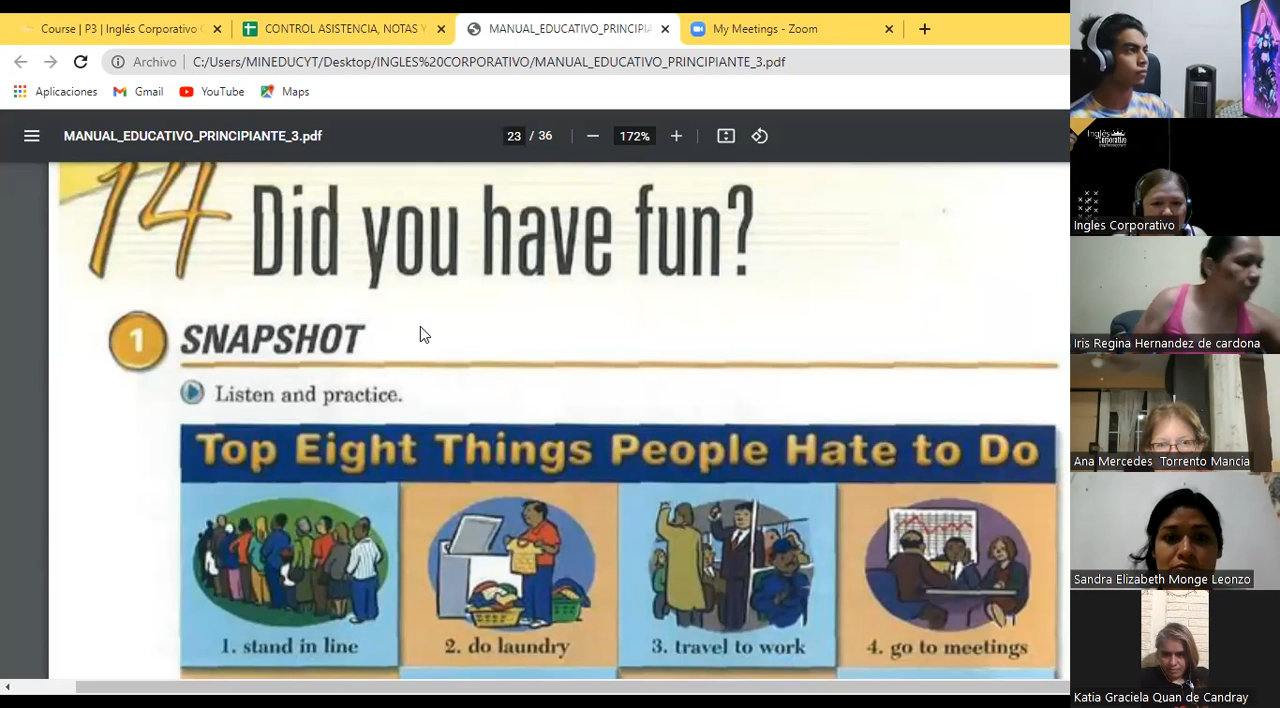 Course | P3 | Inglés Corporativo
CONTROL ASISTENCIA, NOTAS Y
MANUAL_EDUCATIVO_PRINCIPIA
My Meetings - Zoom
Archivo
C:/Users/MINEDUCYT/Desktop/INGLES%20CORPORATIVO/MANUAL_EDUCATIVO_PRINCIPIANTE_3.pdf
Aplicaciones
Gmail
YouTube
Maps
MANUAL_EDUCATIVO_PRINCIPIANTE_3.pdf
23 / 36
172%
14 Did you have fun?
1 SNAPSHOT
Listen and practice.
Top Eight Things People Hate to Do
1. stand in line
2. do laundry
3. travel to work
4. go to meetings
Inglés
Corporativo
Ingles Corporativo
Iris Regina Hernandez de cardona
Ana Mercedes Torrento Mancia
Sandra Elizabeth Monge Leonzo
Katia Graciela Quan de Candray